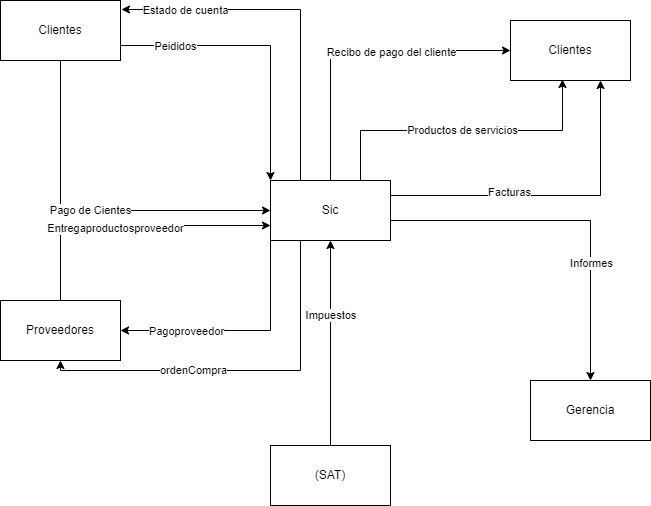 Estado de cuenta
Clientes
Peididos
Recibo de pago del cliente
Clientes
Productos de servicios
Facturas
Pago de Cientes
Sic
Entregaproductosproveedor
Informes
Impuestos
Proveedores
Pagoproveedor
ordenCompra
Gerencia
(SAT)